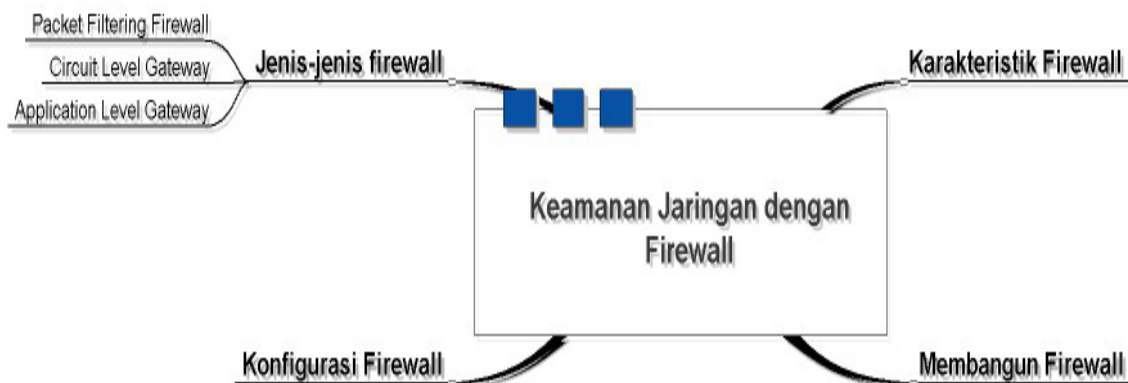 Packet Filtering Firewall
Circuit Level Gateway
Application Level Gateway
Jenis-jenis firewall
Karakteristik Firewall
Keamanan Jaringan dengan
Firewall
Konfigurasi Firewall
Membangun Firewall